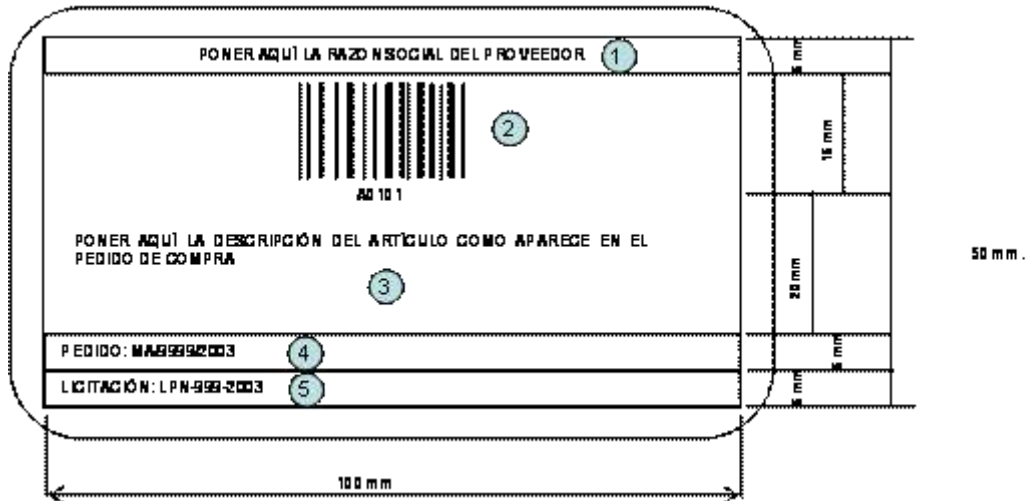 PONER AQUÍ LA RAZON SOCIAL DEL PROVEEDOR 1
2
A0101
PONER AQUÍ LA DESCRIPCIÓN DEL ARTÍCULO COMO APARECE EN EL
PEDIDO DE COMPRA
3
PEDIDO: MA/9999/2003 4
LICITACIÓN: LPN-999-2003 5
5 mm
15 mm
20 mm
5 mm
5 mm
50 mm.
100 mm